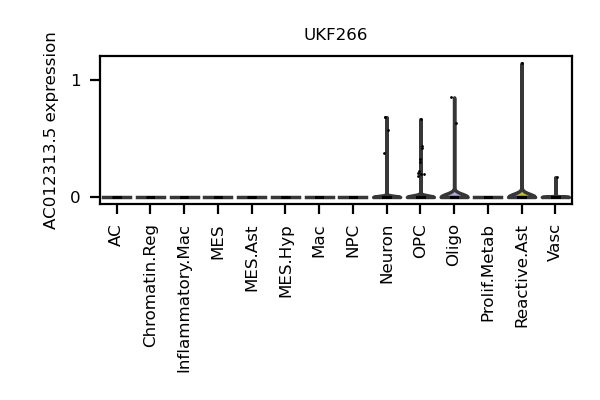 UKF266
AC012313.5 expression
1
0
AC
Chromatin.Reg
Inflammatory.Mac
MES
MES.Ast
MES.Hyp
Mac
NPC
Neuron
OPC
Oligo
Prolif.Metab
Reactive.Ast
Vasc